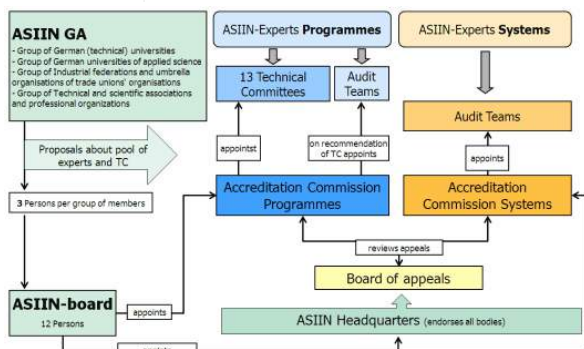 ASIIN GA
- Group of German (technical) universities
- Group of German universities of applied science
- Group of Industrial federations and umbrella
organisations of trade unions' organisations
- Group of Technical and scientific associations
and professional organizations
ASIIN-Experts Programmes
ASIIN-Experts Systems
13 Technical
Committees
Audit
Teams
Audit Teams
Proposals about pool of
experts and TC
appointst
on recommendation
of TC appoints
appoints
3 Persons per group of members
Accreditation Commission
Programmes
Accreditation
Commission Systems
reviews appeals
Board of appeals
ASIIN-board
12 Persons
appoints
ASIIN Headquarters (endorses all bodies)